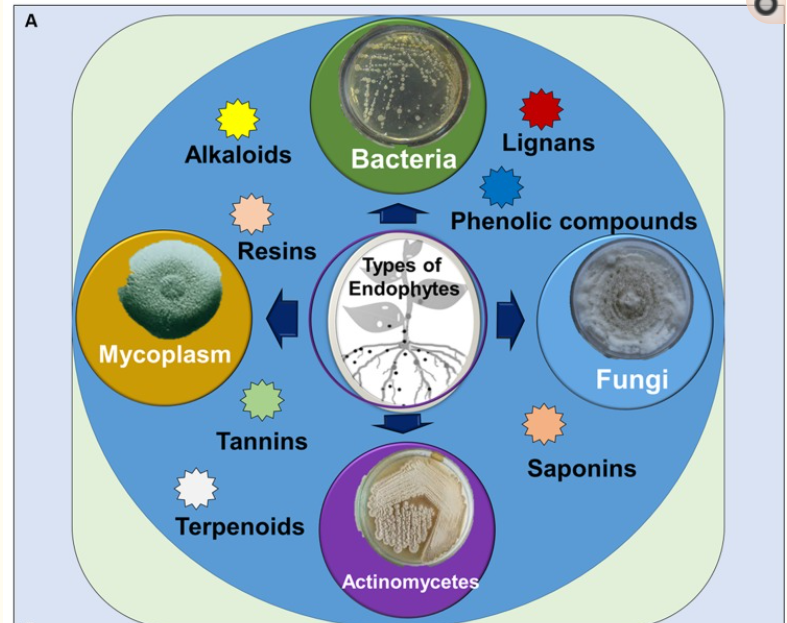 A
Bacteria
Alkaloids
Lignans
Phenolic compounds
Resins
Types of
Endophytes
Mycoplasm
Fungi
Tannins
Saponins
Terpenoids
Actinomycetes